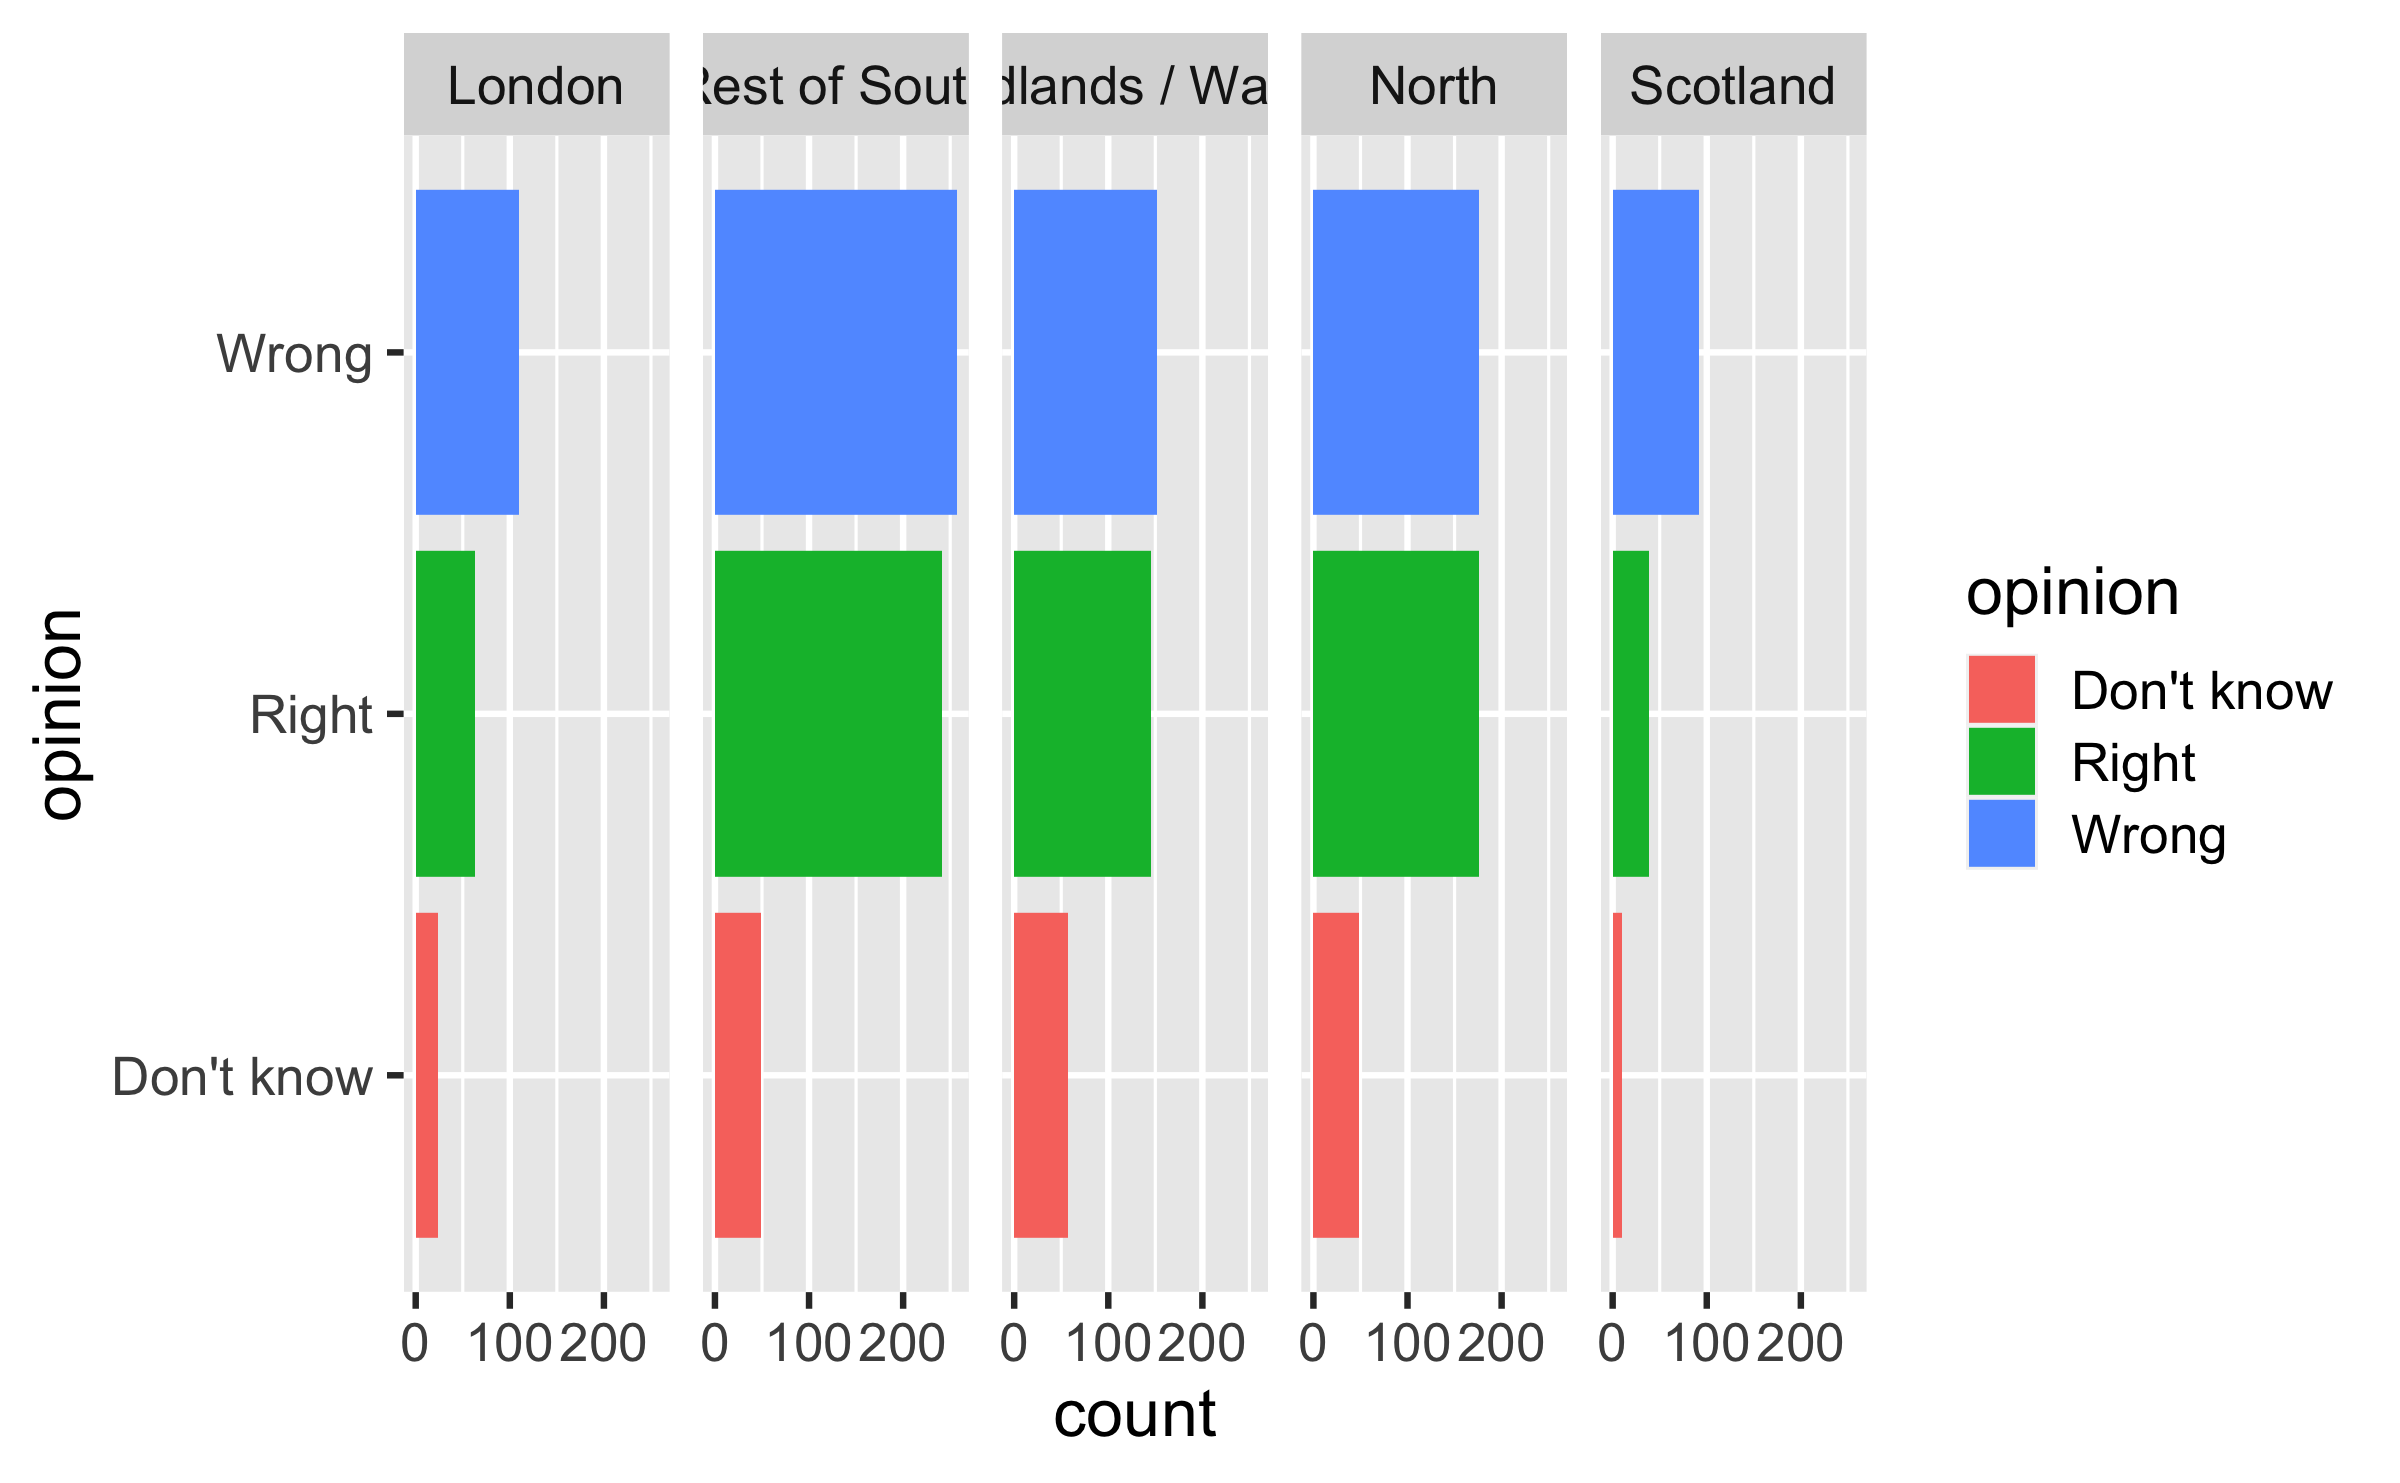 London
Rest of Sout
dlands / Wa
North
Scotland
opinion
Wrong
Right
Don't know
0 100 200
0 100 200
0 100 200
0 100 200
0 100 200
count
opinion
Don't know
Right
Wrong